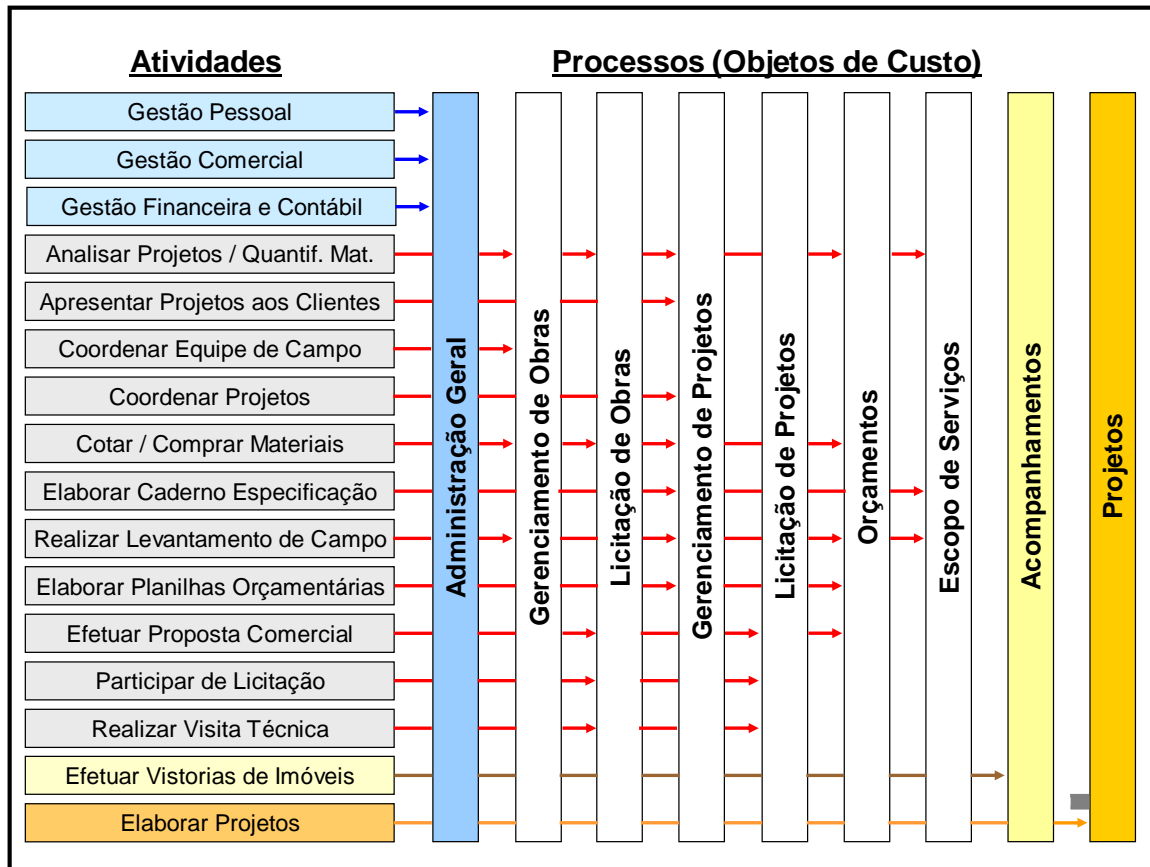 Atividades
Processos (Objetos de Custo)
Gestão Pessoal
Gestão Comercial
Gestão Financeira e Contábil
Analisar Projetos / Quantif. Mat.
Apresentar Projetos aos Clientes
Coordenar Equipe de Campo
Coordenar Projetos
Cotar / Comprar Materiais
Elaborar Caderno Especificação
Realizar Levantamento de Campo
Elaborar Planilhas Orçamentárias
Efetuar Proposta Comercial
Participar de Licitação
Realizar Visita Técnica
Efetuar Vistorias de Imóveis
Elaborar Projetos
Administração Geral
Gerenciamento de Obras
Licitação de Obras
Gerenciamento de Projetos
Licitação de Projetos
Orçamentos
Escopo de Serviços
Acompanhamentos
Projetos